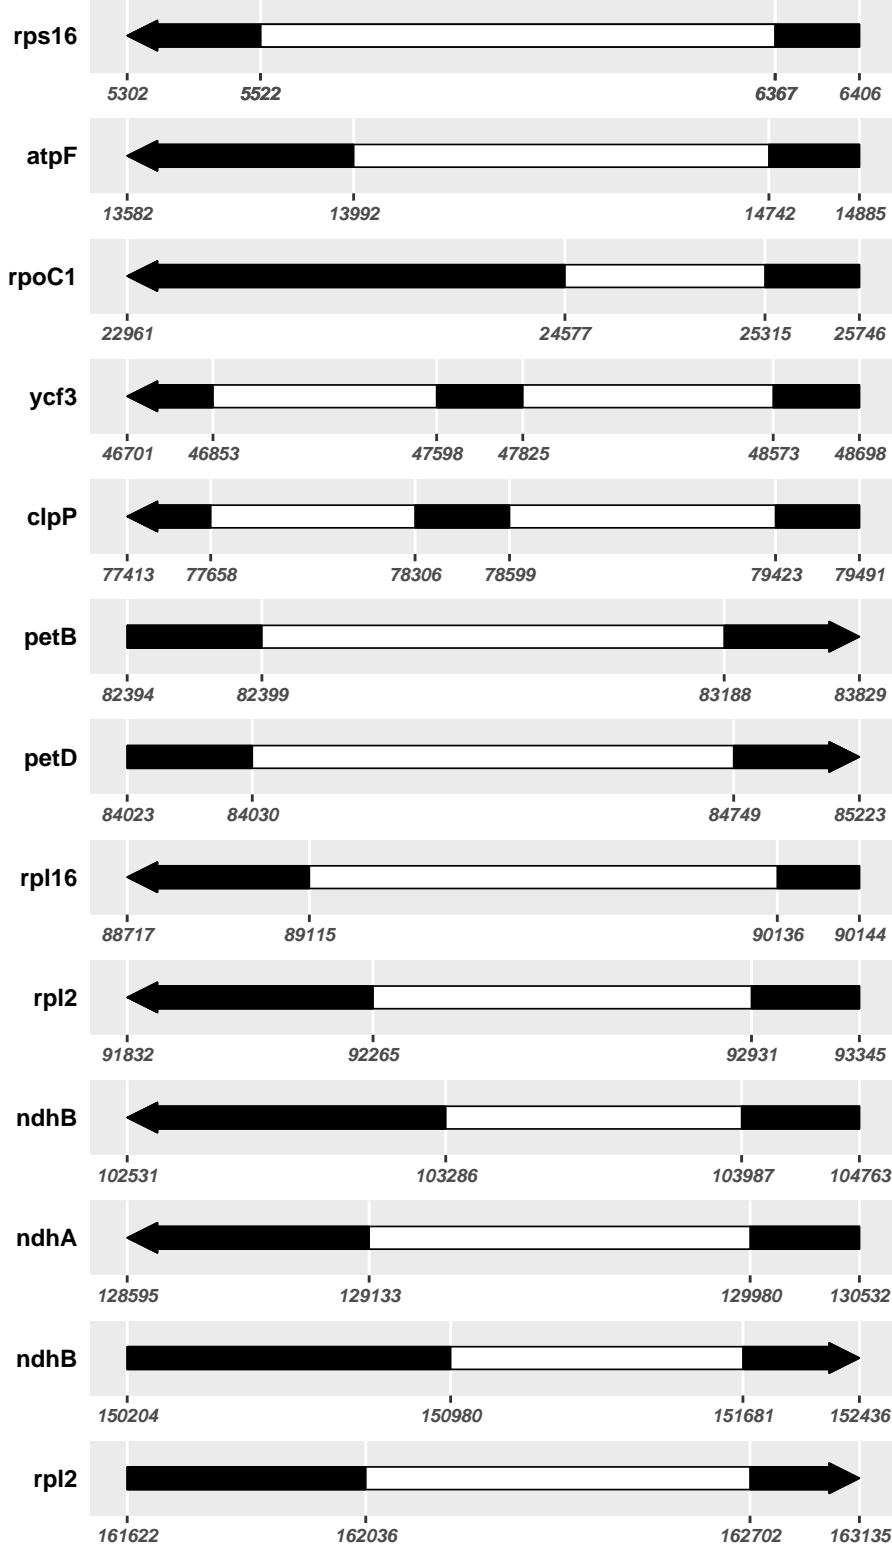 rps16
5302 5522 6367 6406
atpF
13582 13992 14742 14885
rpoC1
22961 24577 25315 25746
ycf3
46701 46853 47598 47825 48573 48698
clpP
77413 77658 78306 78599 79423 79491
petB
82394 82399 83188 83829
petD
84023 84030 84749 85223
rpl16
88717 89115 90136 90144
rpl2
91832 92265 92931 93345
ndhB
102531 103286 103987 104763
ndhA
128595 129133 129980 130532
ndhB
150204 150980 151681 152436
rpl2
161622 162036 162702 163135